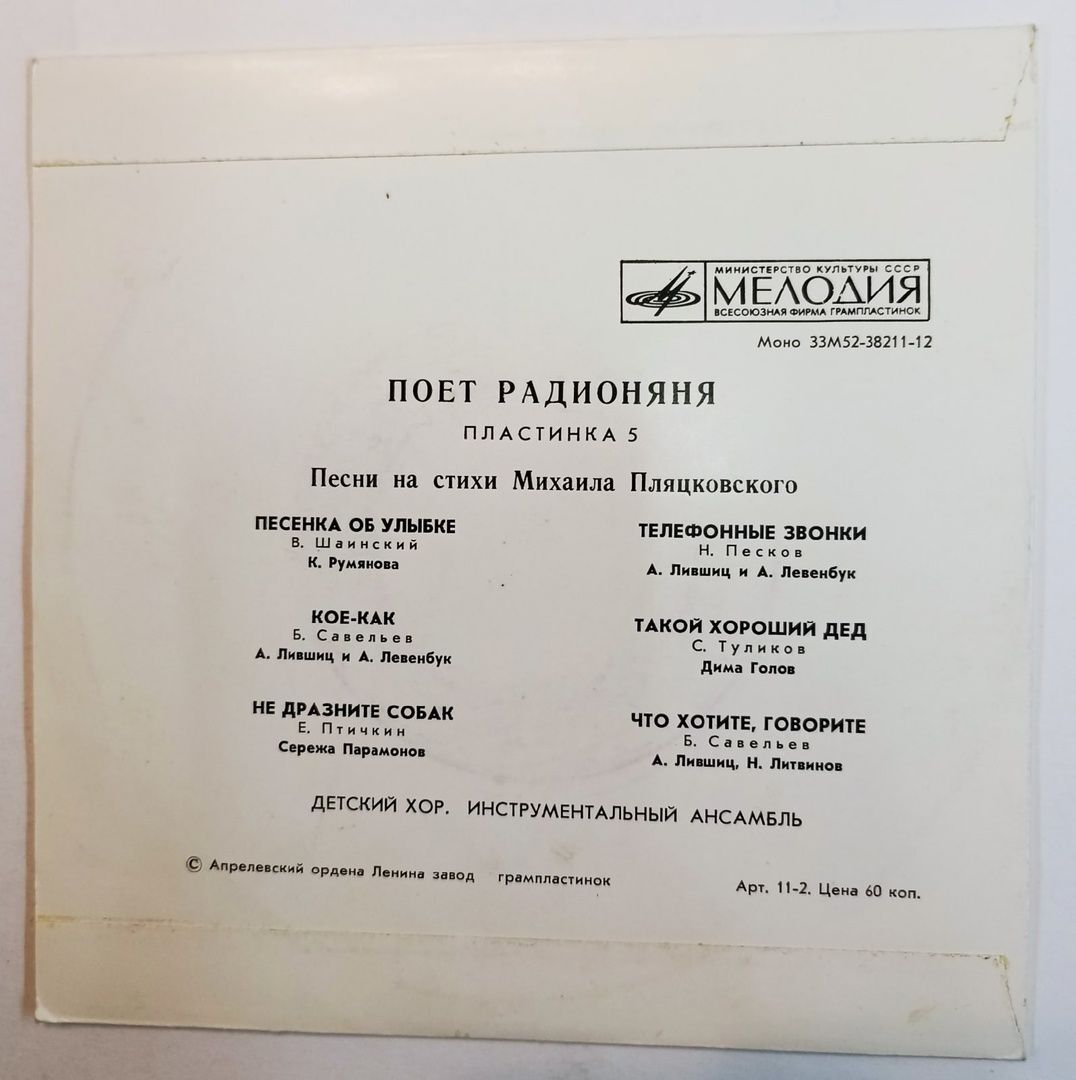 МИНИСТЕРСТВО КУЛЬТУРЫ СССР
МЕЛОДИЯ
ВСЕСОЮЗНАЯ ФИРМА ГРАМПЛАСТИНОК
Моно 33М52-38211-12
ПОЕТ РАДИОНЯНЯ
ПЛАСТИНКА 5
Песни на стихи Михаила Пляцковского
ПЕСЕНКА ОБ УЛЫБКЕ
В. Шаинский
К. Румянова
КОЕ-КАК
Б. Савельев
А. Лившиц и А. Левенбук
НЕ ДРАЗНИТЕ СОБАК
Е. Птичкин
Сережа Парамонов
ТЕЛЕФОННЫЕ ЗВОНКИ
Н. Песков
А. Лившиц и А. Левенбук
ТАКОЙ ХОРОШИЙ ДЕД
С. Туликов
Дима Голов
ЧТО ХОТИТЕ, ГОВОРИТЕ
Б. Савельев
А. Лившиц, Н. Литвинов
ДЕТСКИЙ ХОР. ИНСТРУМЕНТАЛЬНЫЙ АНСАМБЛЬ
© Апрелевский ордена Ленина завод грампластинок
Арт. 11-2. Цена 60 коп.